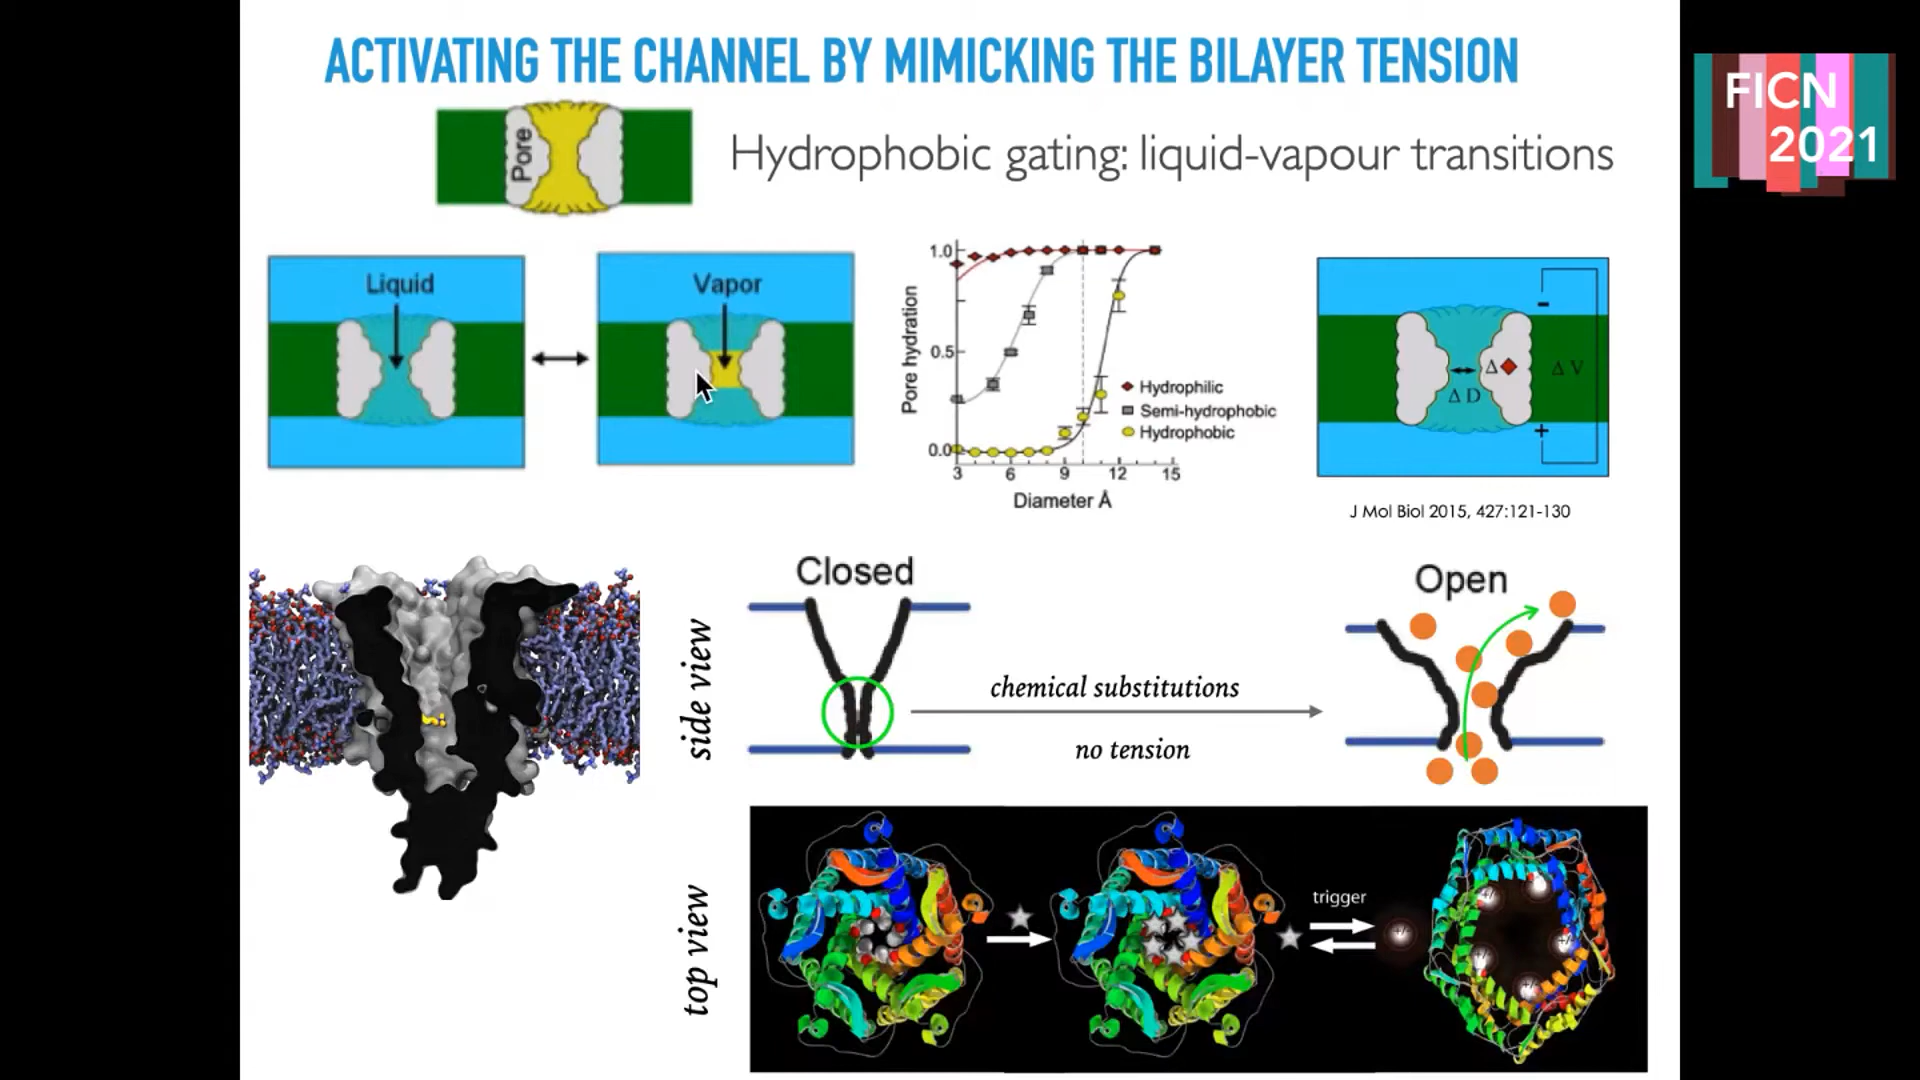 ACTIVATING THE CHANNEL BY MIMICKING THE BILAYER TENSION
FICN
2021
Pore
Hydrophobic gating: liquid-vapour transitions
Liquid
Vapor
1.0
0.5
0.0
Pore hydration
3 6 9 12 15
Diameter Å
Hydrophilic
Semi-hydrophobic
Hydrophobic
-
Δ
Δ V
Δ D
+
J Mol Biol 2015, 427:121-130
side view
Closed
chemical substitutions
no tension
Open
top view
trigger
+/-
+/-
+/-
+/-
+/-
+/-